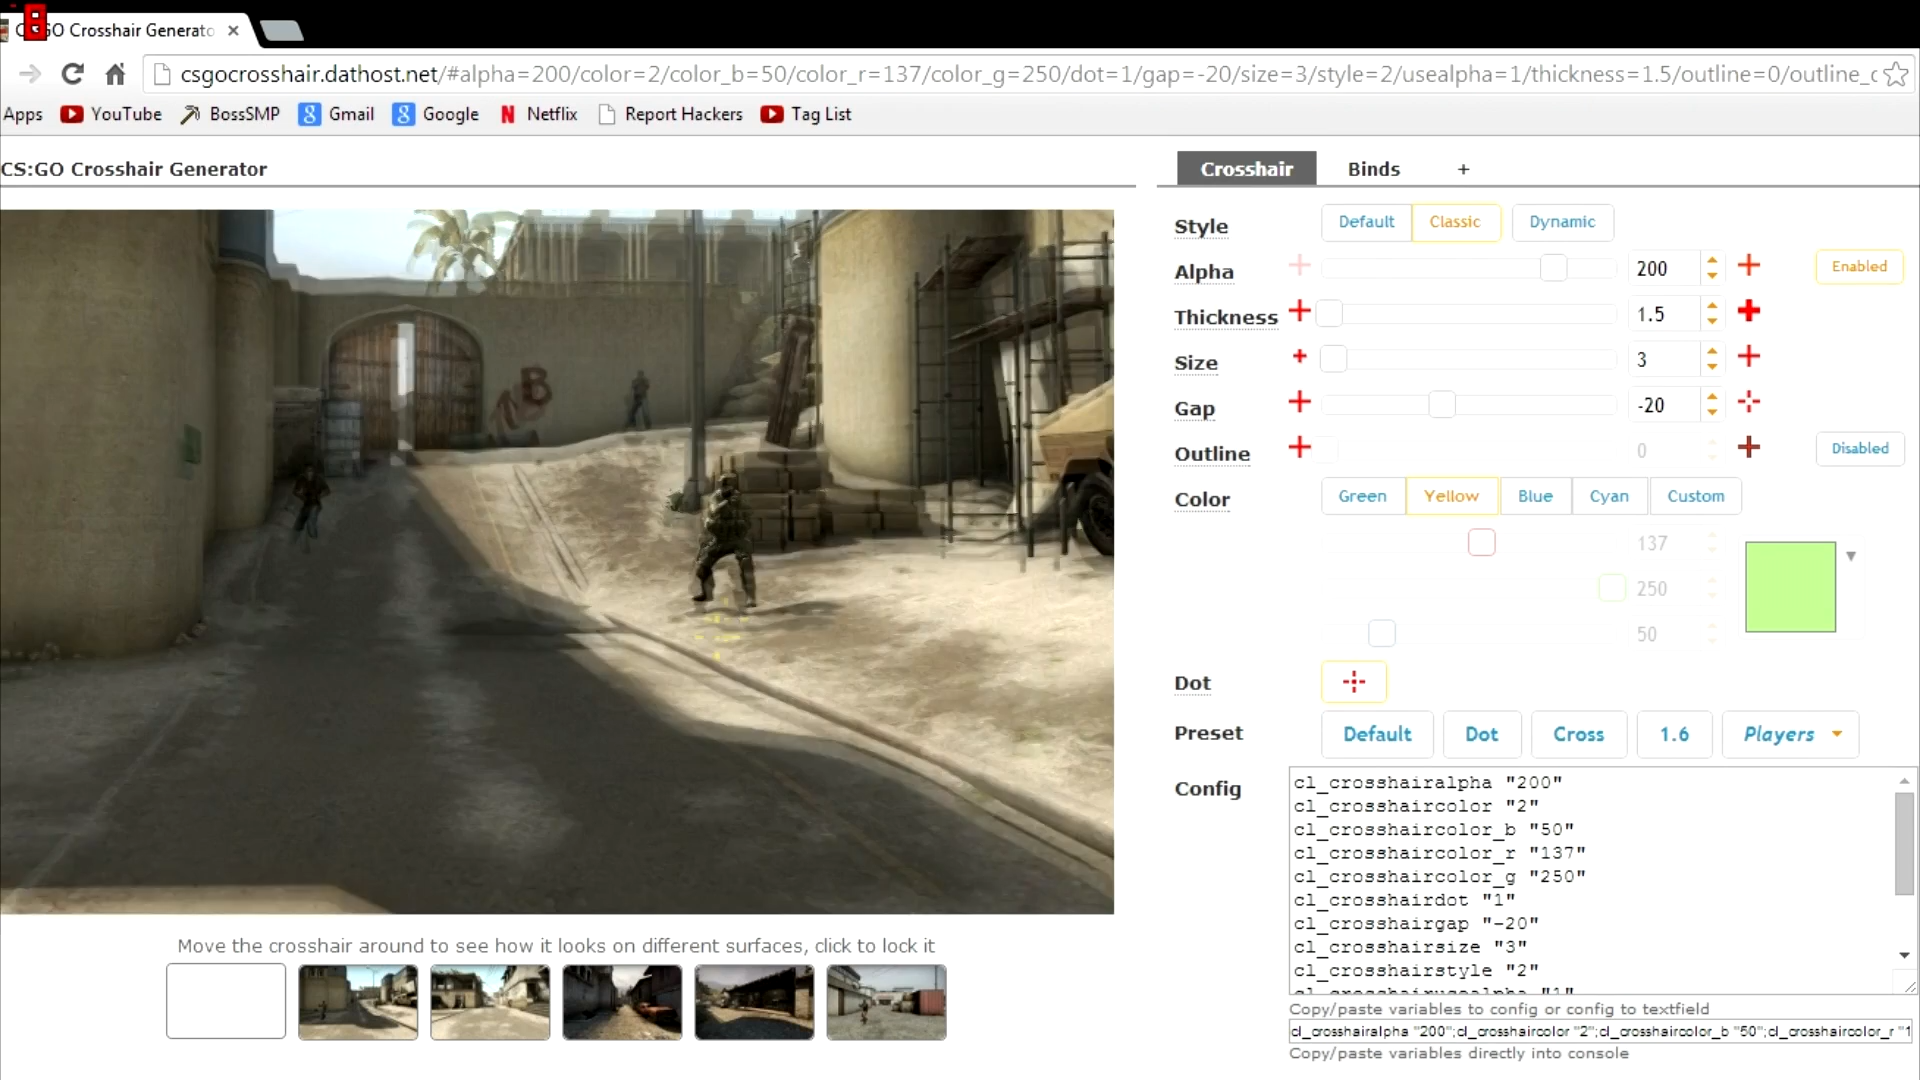 GO Crosshair Generato
csgocrosshair.dathost.net/#alpha=200/color=2/color_b=50/color_r=137/color_g=250/dot=1/gap=-20/size=3/style=2/usealpha=1/thickness=1.5/outline=0/outline_c
Apps YouTube BossSMP Gmail Google Netflix Report Hackers Tag List
CS:GO Crosshair Generator
Crosshair Binds +
Style Default Classic Dynamic
Alpha 200 Enabled
Thickness 1.5
Size 3
Gap -20
Outline 0 Disabled
Color Green Yellow Blue Cyan Custom
137
250
50
Dot
Preset Default Dot Cross 1.6 Players
Config
cl_crosshairalpha "200"
cl_crosshaircolor "2"
cl_crosshaircolor_b "50"
cl_crosshaircolor_r "137"
cl_crosshaircolor_g "250"
cl_crosshairdot "1"
cl_crosshairgap "-20"
cl_crosshairsize "3"
cl_crosshairstyle "2"
cl_crosshairusealpha "1"
Copy/paste variables to config or config to textfield
cl_crosshairalpha "200";cl_crosshaircolor "2";cl_crosshaircolor_b "50";cl_crosshaircolor_r "1
Copy/paste variables directly into console
B
Move the crosshair around to see how it looks on different surfaces, click to lock it